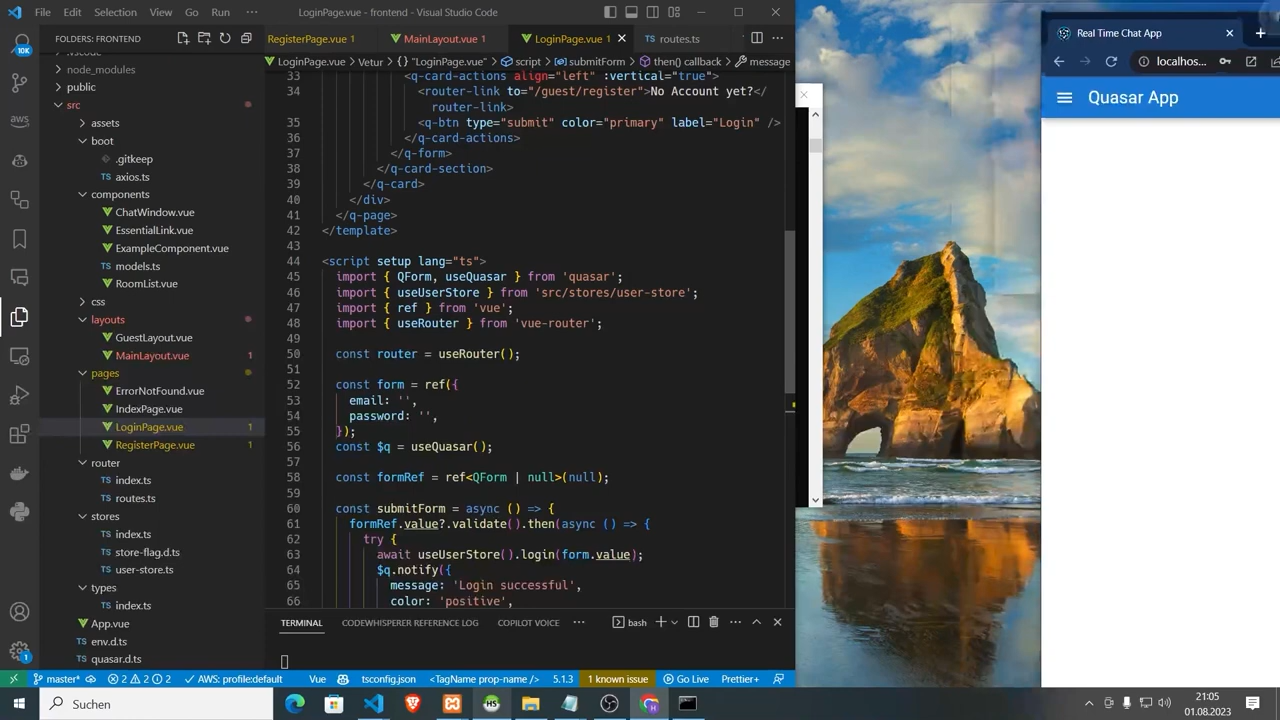 File Edit Selection View Go Run ··· LoginPage.vue - frontend - Visual Studio Code
FOLDERS: FRONTEND
.vscode
node_modules
public
src
assets
boot
.gitkeep
axios.ts
components
ChatWindow.vue
EssentialLink.vue
ExampleComponent.vue
models.ts
RoomList.vue
css
layouts
GuestLayout.vue
MainLayout.vue 1
pages
ErrorNotFound.vue
IndexPage.vue
LoginPage.vue 1
RegisterPage.vue 1
router
index.ts
routes.ts
stores
index.ts
store-flag.d.ts
user-store.ts
types
index.ts
App.vue
env.d.ts
quasar.d.ts
10K
aws
1
RegisterPage.vue 1 MainLayout.vue 1 LoginPage.vue 1 routes.ts
LoginPage.vue > Vetur > {} "LoginPage.vue" > script > submitForm > then() callback > message
33 <q-card-actions align="left" :vertical="true">
34 <router-link to="/guest/register">No Account yet?</
router-link>
35 <q-btn type="submit" color="primary" label="Login" />
36 </q-card-actions>
37 </q-form>
38 </q-card-section>
39 </q-card>
40 </div>
41 </q-page>
42 </template>
43
44 <script setup lang="ts">
45 import { QForm, useQuasar } from 'quasar';
46 import { useUserStore } from 'src/stores/user-store';
47 import { ref } from 'vue';
48 import { useRouter } from 'vue-router';
49
50 const router = useRouter();
51
52 const form = ref({
53 email: '',
54 password: '',
55 });
56 const $q = useQuasar();
57
58 const formRef = ref<QForm | null>(null);
59
60 const submitForm = async () => {
61 formRef.value?.validate().then(async () => {
62 try {
63 await useUserStore().login(form.value);
64 $q.notify({
65 message: 'Login successful',
66 color: 'positive',
TERMINAL CODEWHISPERER REFERENCE LOG COPILOT VOICE ··· bash
master* 2 2 2 AWS: profile:default Vue tsconfig.json <TagName prop-name /> 5.1.3 1 known issue Go Live Prettier+
Real Time Chat App
localhos...
Quasar App
Suchen
21:05
01.08.2023